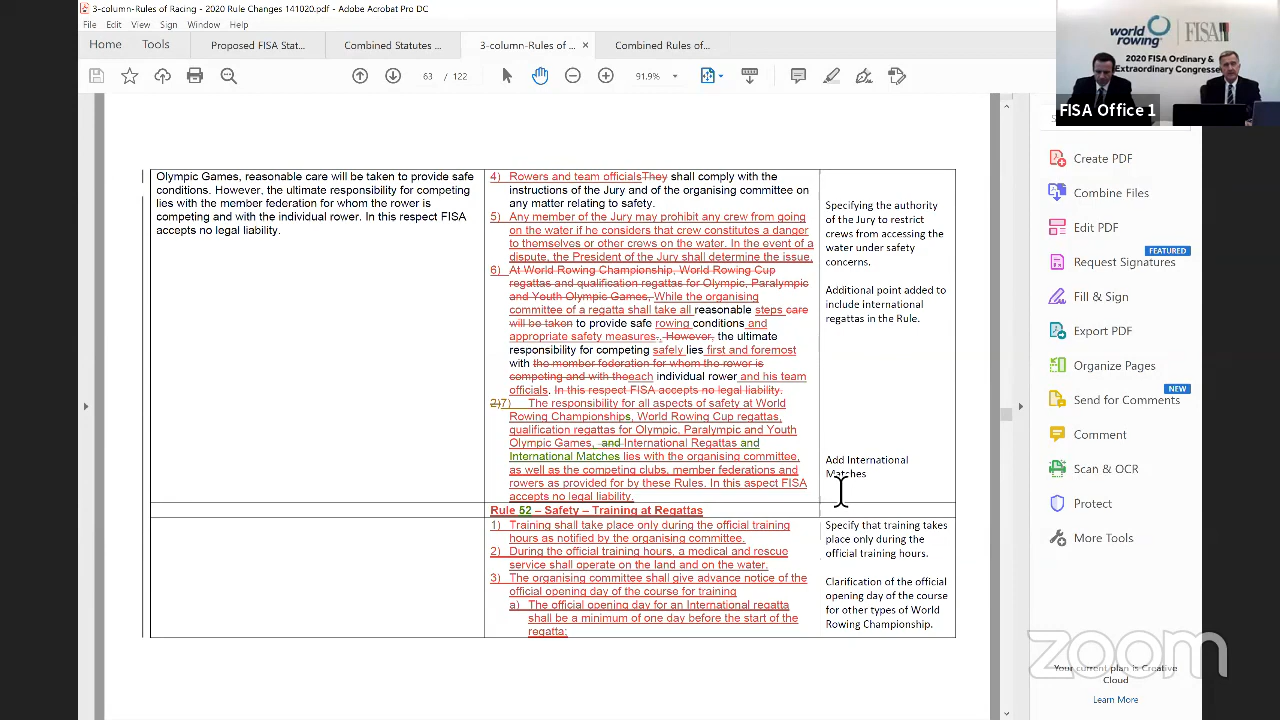 3-column-Rules of Racing - 2020 Rule Changes 141020.pdf - Adobe Acrobat Pro DC
File Edit View Sign Window Help
Home Tools Proposed FISA Stat... Combined Statutes ... 3-column-Rules of ... × Combined Rules of...
63 / 122 91.9%
world rowing FISA
2020 FISA Ordinary &
Extraordinary Congresses
FISA Office 1
Olympic Games, reasonable care will be taken to provide safe
conditions. However, the ultimate responsibility for competing
lies with the member federation for whom the rower is
competing and with the individual rower. In this respect FISA
accepts no legal liability.
4) Rowers and team officialsThey shall comply with the
instructions of the Jury and of the organising committee on
any matter relating to safety.
5) Any member of the Jury may prohibit any crew from going
on the water if he considers that crew constitutes a danger
to themselves or other crews on the water. In the event of a
dispute, the President of the Jury shall determine the issue.
6) At World Rowing Championship, World Rowing Cup
regattas and qualification regattas for Olympic, Paralympic
and Youth Olympic Games, While the organising
committee of a regatta shall take all reasonable steps care
will be taken to provide safe rowing conditions and
appropriate safety measures., However, the ultimate
responsibility for competing safely lies first and foremost
with the member federation for whom the rower is
competing and with theeach individual rower and his team
officials. In this respect FISA accepts no legal liability.
2)7) The responsibility for all aspects of safety at World
Rowing Championships, World Rowing Cup regattas,
qualification regattas for Olympic, Paralympic and Youth
Olympic Games, and International Regattas and
International Matches lies with the organising committee,
as well as the competing clubs, member federations and
rowers as provided for by these Rules. In this aspect FISA
accepts no legal liability.
Specifying the authority
of the Jury to restrict
crews from accessing the
water under safety
concerns.
Additional point added to
include international
regattas in the Rule.
Add International
Matches
Rule 52 – Safety – Training at Regattas
1) Training shall take place only during the official training
hours as notified by the organising committee.
2) During the official training hours, a medical and rescue
service shall operate on the land and on the water.
3) The organising committee shall give advance notice of the
official opening day of the course for training
a) The official opening day for an International regatta
shall be a minimum of one day before the start of the
regatta;
Specify that training takes
place only during the
official training hours.
Clarification of the official
opening day of the course
for other types of World
Rowing Championship.
Create PDF
Combine Files
Edit PDF
FEATURED
Request Signatures
Fill & Sign
Export PDF
Organize Pages
NEW
Send for Comments
Comment
Scan & OCR
Protect
More Tools
zoom
Your current plan is Creative
Cloud
Learn More